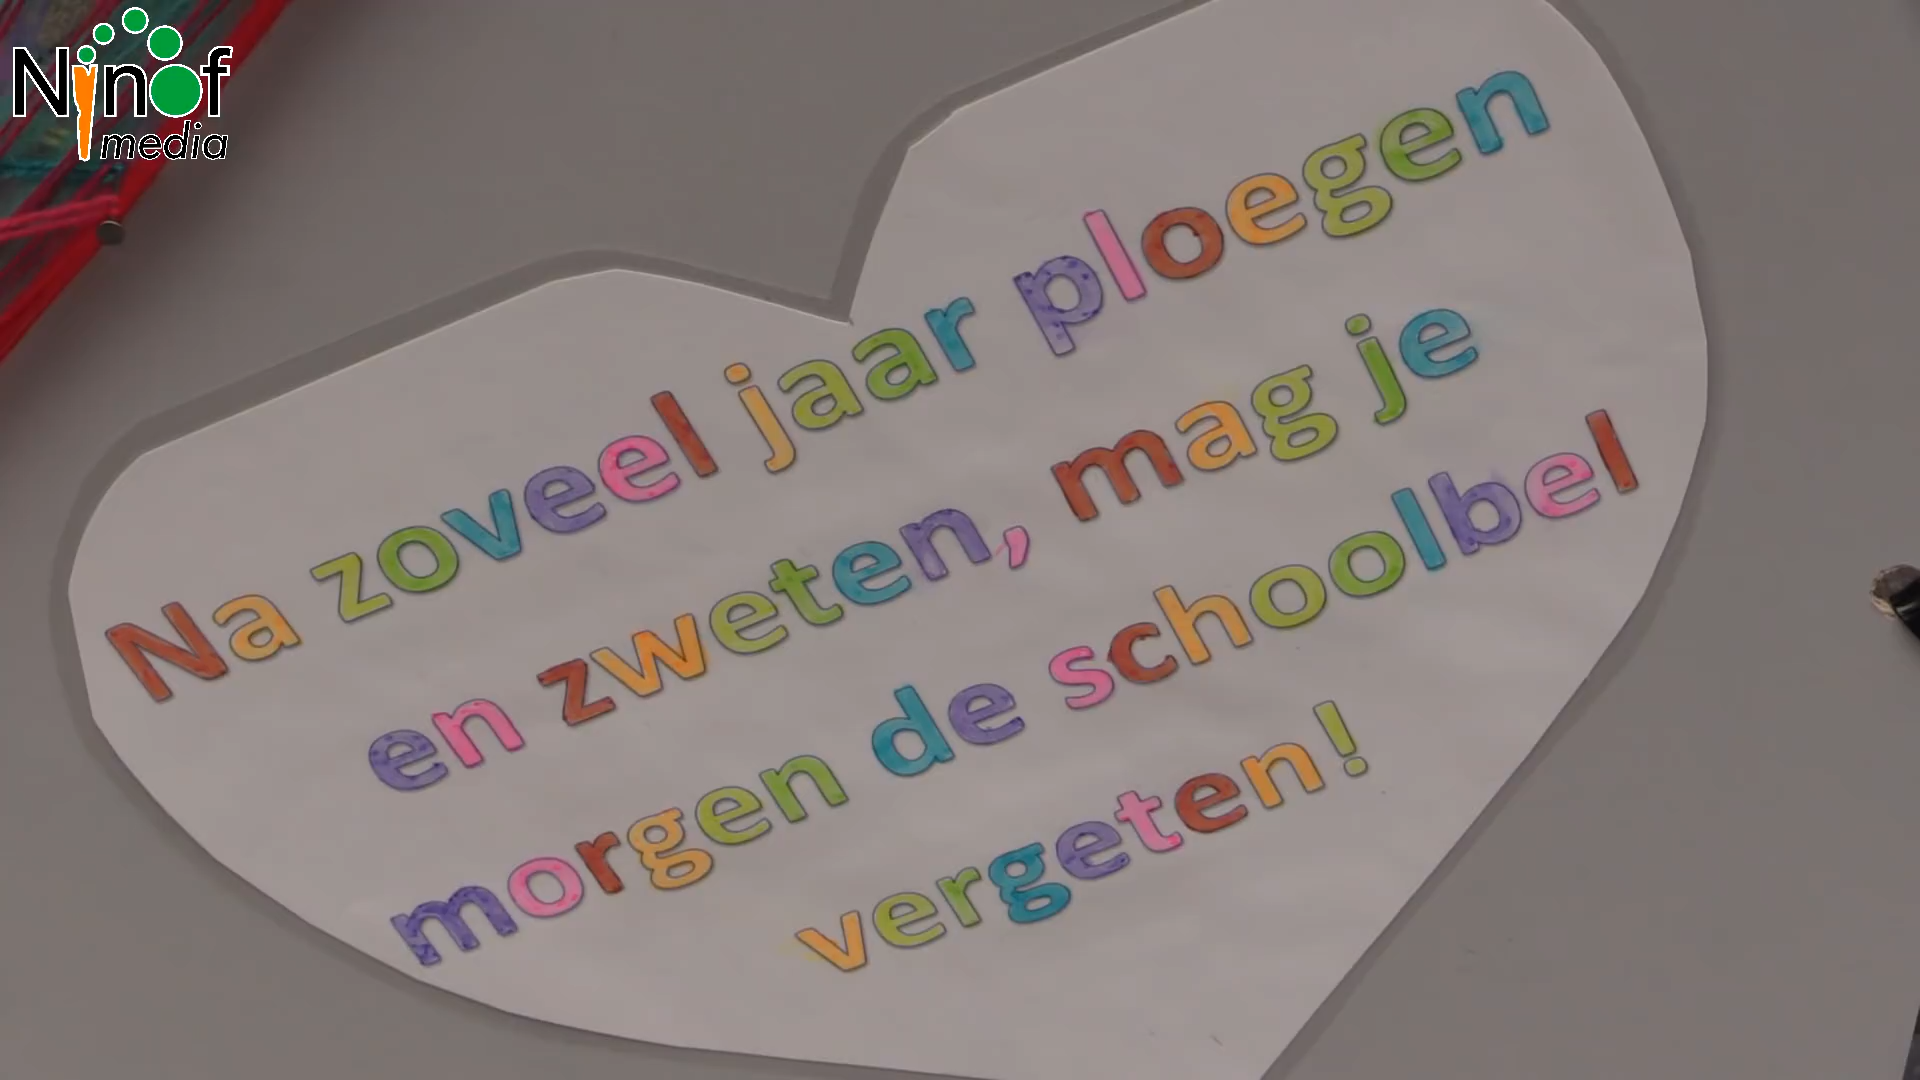 Ninof
media
Na zoveel jaar ploegen
en zweten, mag je
morgen de schoolbel
vergeten!